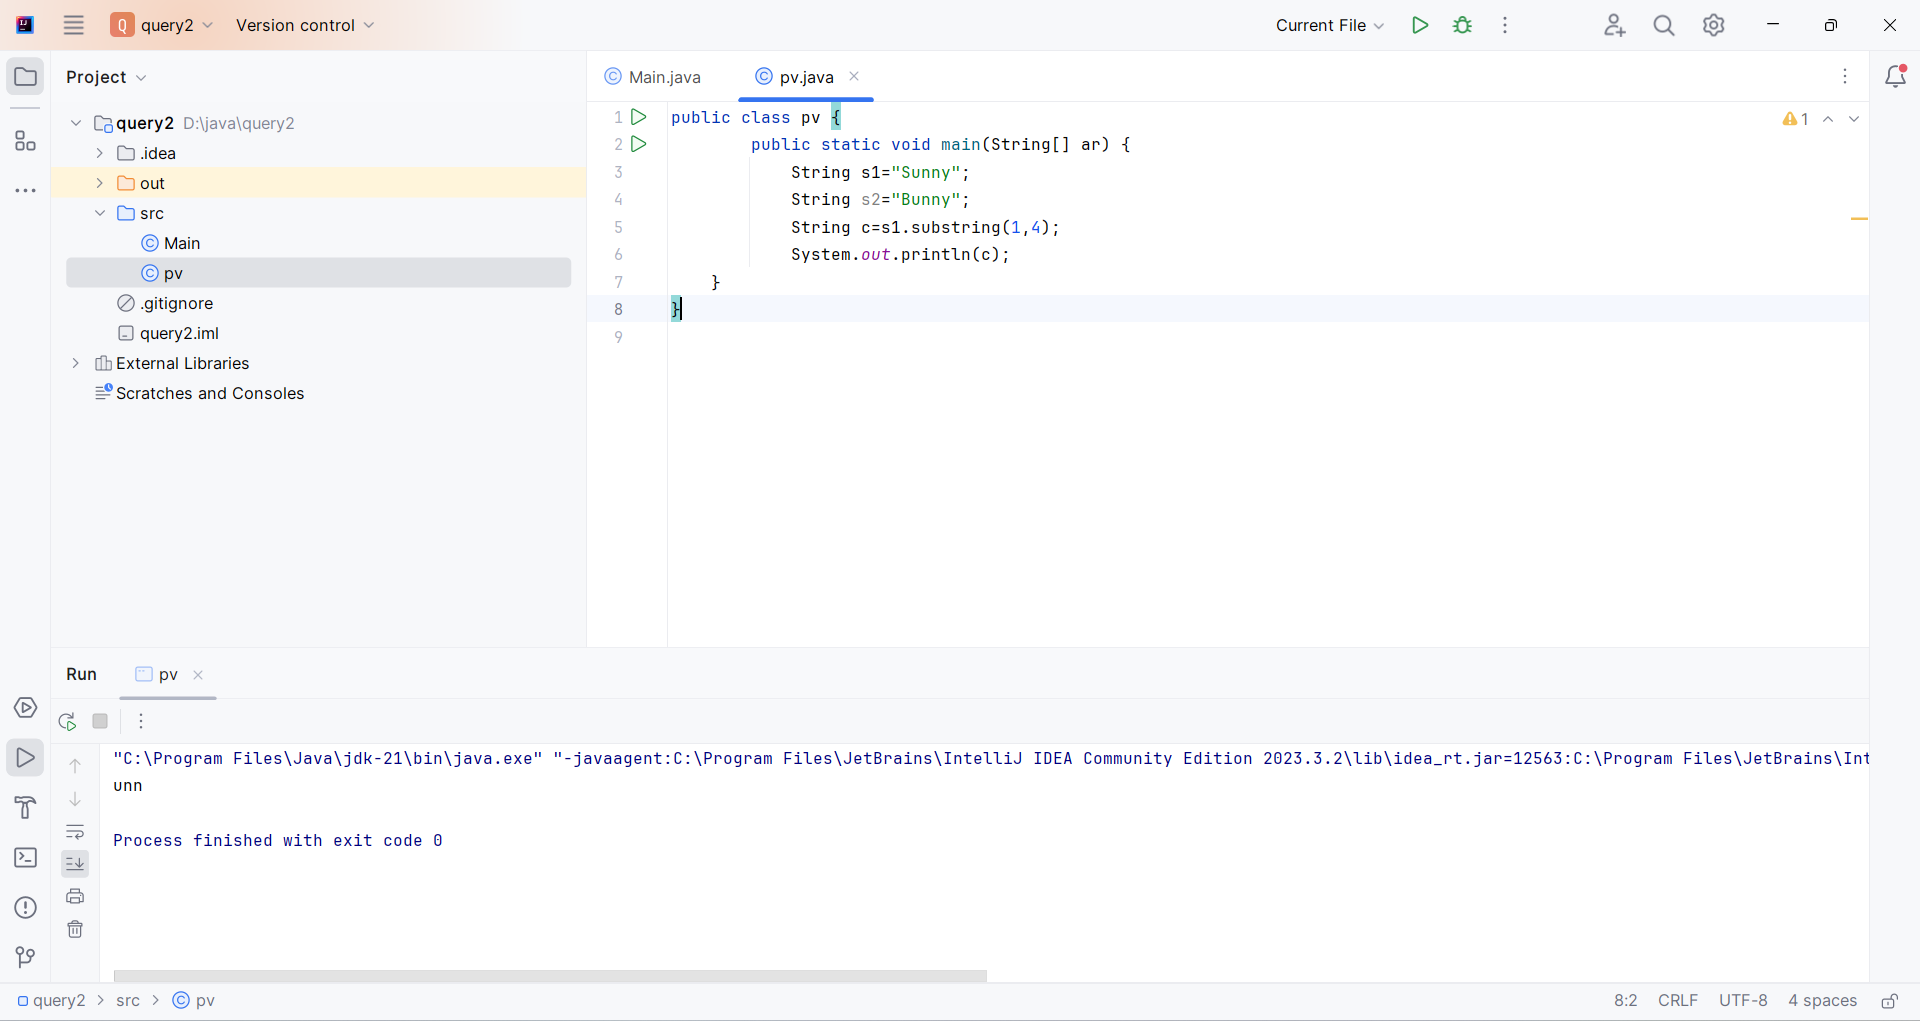 Q query2 Version control Current File
Project
Main.java pv.java
query2 D:\java\query2
.idea
out
src
Main
pv
.gitignore
query2.iml
External Libraries
Scratches and Consoles
1 public class pv {
2 public static void main(String[] ar) {
3 String s1="Sunny";
4 String s2="Bunny";
5 String c=s1.substring(1,4);
6 System.out.println(c);
7 }
8 }
9
1
Run pv
"C:\Program Files\Java\jdk-21\bin\java.exe" "-javaagent:C:\Program Files\JetBrains\IntelliJ IDEA Community Edition 2023.3.2\lib\idea_rt.jar=12563:C:\Program Files\JetBrains\Int
unn
Process finished with exit code 0
query2 > src > pv 8:2 CRLF UTF-8 4 spaces